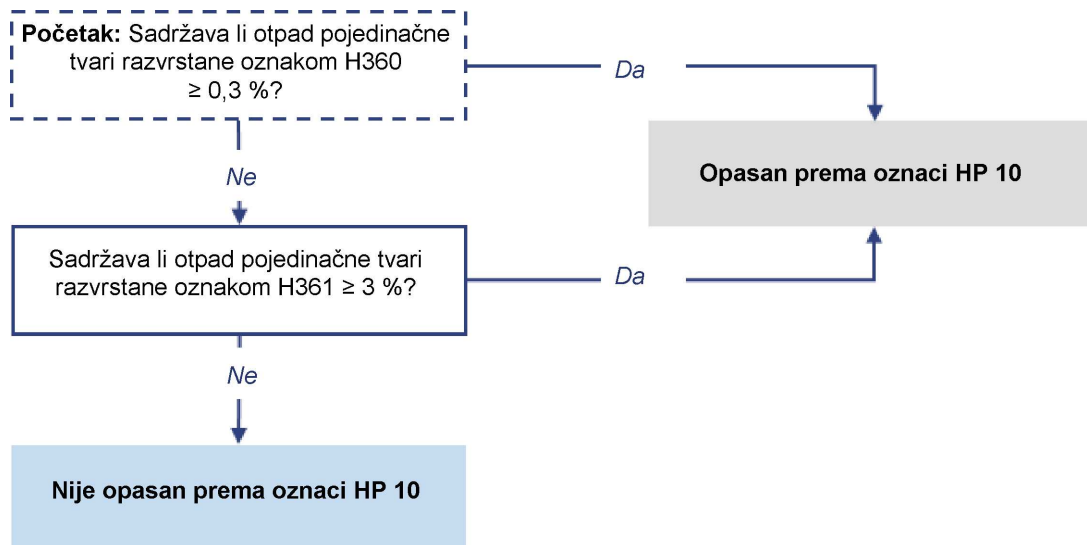 Početak: Sadržava li otpad pojedinačne
tvari razvrstane oznakom H360
≥ 0,3 %?
Da
Opasan prema oznaci HP 10
Ne
Sadržava li otpad pojedinačne tvari
razvrstane oznakom H361 ≥ 3 %?
Da
Ne
Nije opasan prema oznaci HP 10